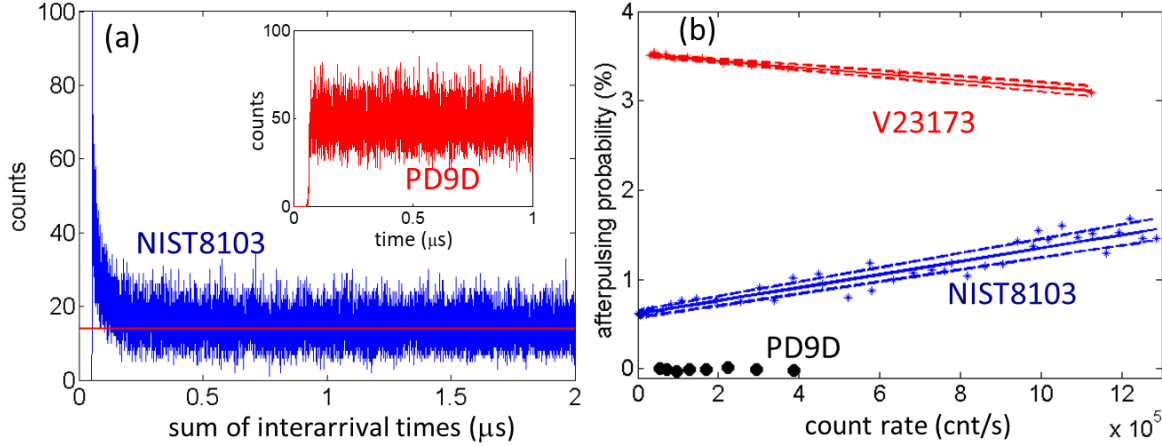 (a)
100
80
60
40
20
0
counts
0
0.5
1
1.5
2
sum of interarrival times (μs)
NIST8103
100
50
0
counts
0
0.5
1
time (μs)
PD9D
(b)
4
3
2
1
0
afterpulsing probability (%)
V23173
NIST8103
PD9D
0
2
4
6
8
10
12
x 10⁵
count rate (cnt/s)